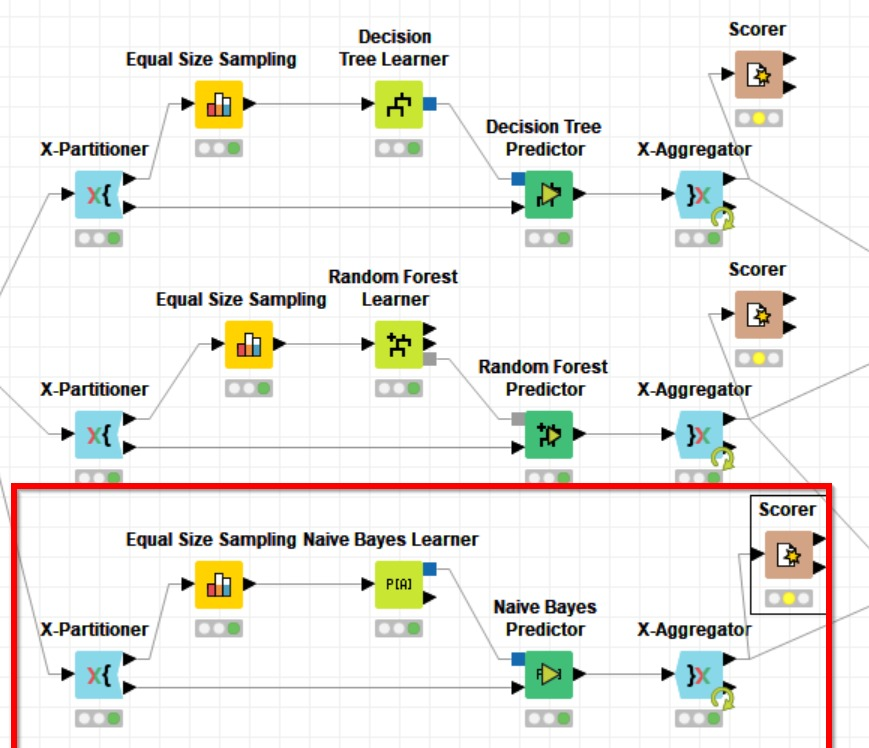 Scorer
Decision
Tree Learner
Equal Size Sampling
Decision Tree
Predictor
X-Partitioner
X-Aggregator
X{
}X
Scorer
Random Forest
Learner
Equal Size Sampling
Random Forest
Predictor
X-Partitioner
X-Aggregator
X{
}X
Scorer
Equal Size Sampling
Naive Bayes Learner
P[A]
Naive Bayes
Predictor
X-Partitioner
X-Aggregator
X{
}X